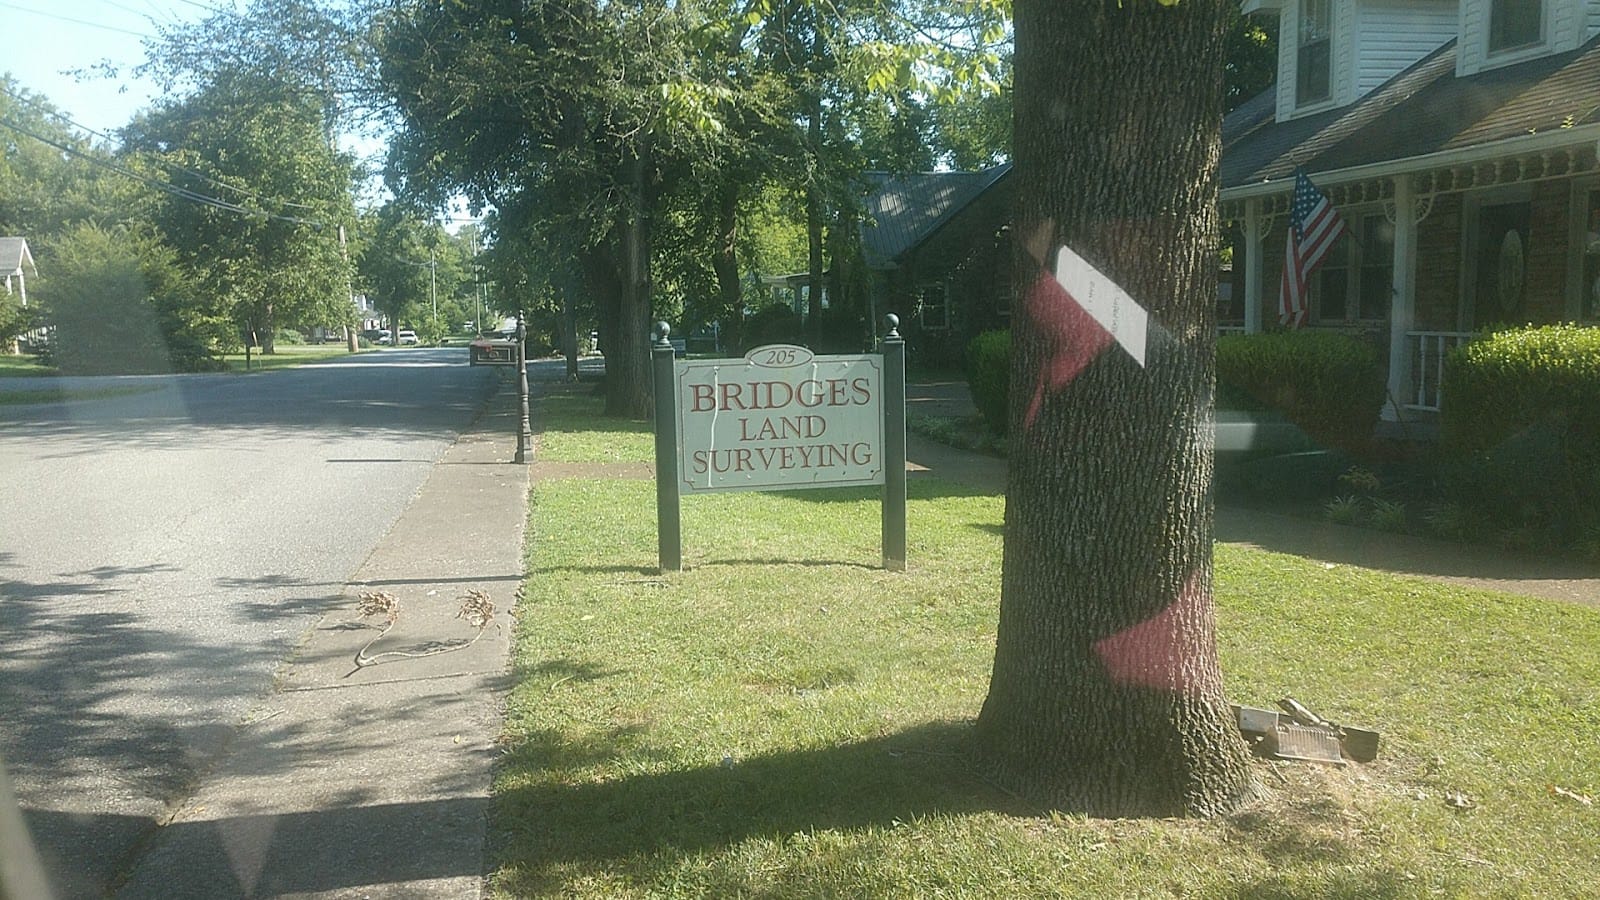 205
BRIDGES
LAND
SURVEYING